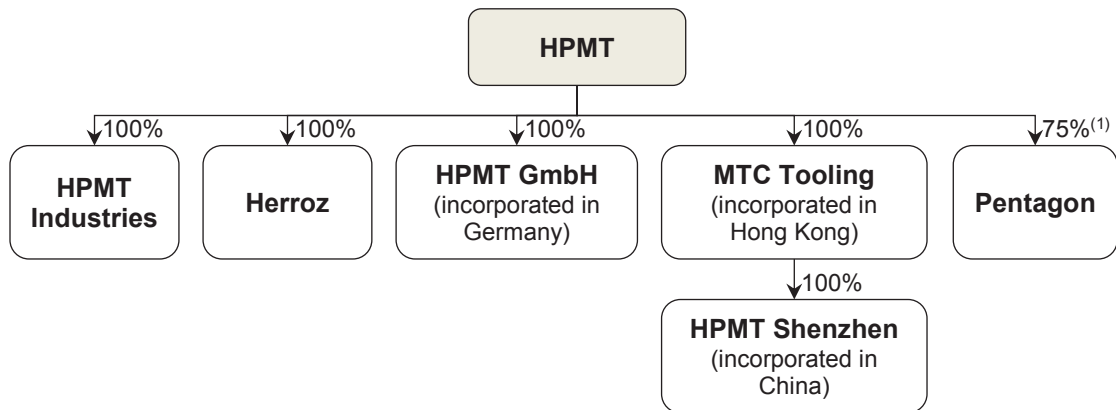 HPMT
100%
100%
100%
100%
75%(1)
HPMT
Industries
Herroz
HPMT GmbH
(incorporated in
Germany)
MTC Tooling
(incorporated in
Hong Kong)
Pentagon
100%
HPMT Shenzhen
(incorporated in
China)